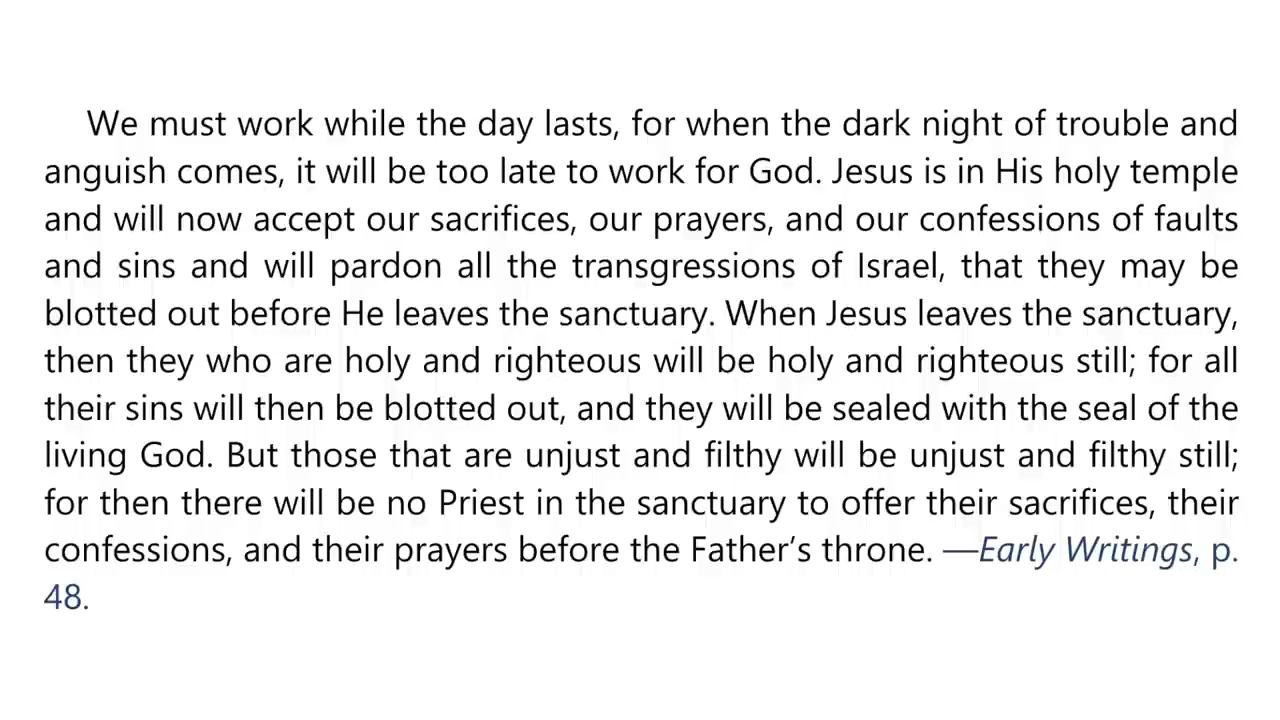 We must work while the day lasts, for when the dark night of trouble and
anguish comes, it will be too late to work for God. Jesus is in His holy temple
and will now accept our sacrifices, our prayers, and our confessions of faults
and sins and will pardon all the transgressions of Israel, that they may be
blotted out before He leaves the sanctuary. When Jesus leaves the sanctuary,
then they who are holy and righteous will be holy and righteous still; for all
their sins will then be blotted out, and they will be sealed with the seal of the
living God. But those that are unjust and filthy will be unjust and filthy still;
for then there will be no Priest in the sanctuary to offer their sacrifices, their
confessions, and their prayers before the Father’s throne. —Early Writings, p.
48.